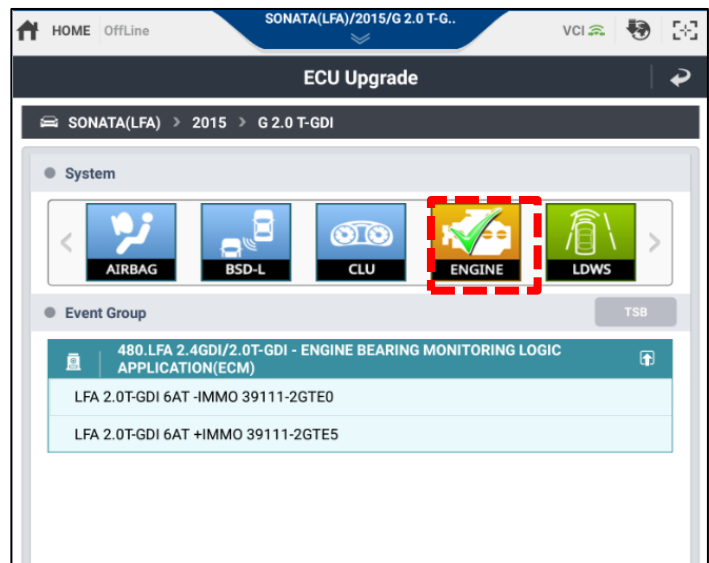 HOME OffLine SONATA(LFA)/2015/G 2.0 T-G.. VCI
ECU Upgrade
SONATA(LFA) > 2015 > G 2.0 T-GDI
System
AIRBAG BSD-L CLU ENGINE LDWS
Event Group TSB
480.LFA 2.4GDI/2.0T-GDI - ENGINE BEARING MONITORING LOGIC
APPLICATION(ECM)
LFA 2.0T-GDI 6AT -IMMO 39111-2GTE0
LFA 2.0T-GDI 6AT +IMMO 39111-2GTE5